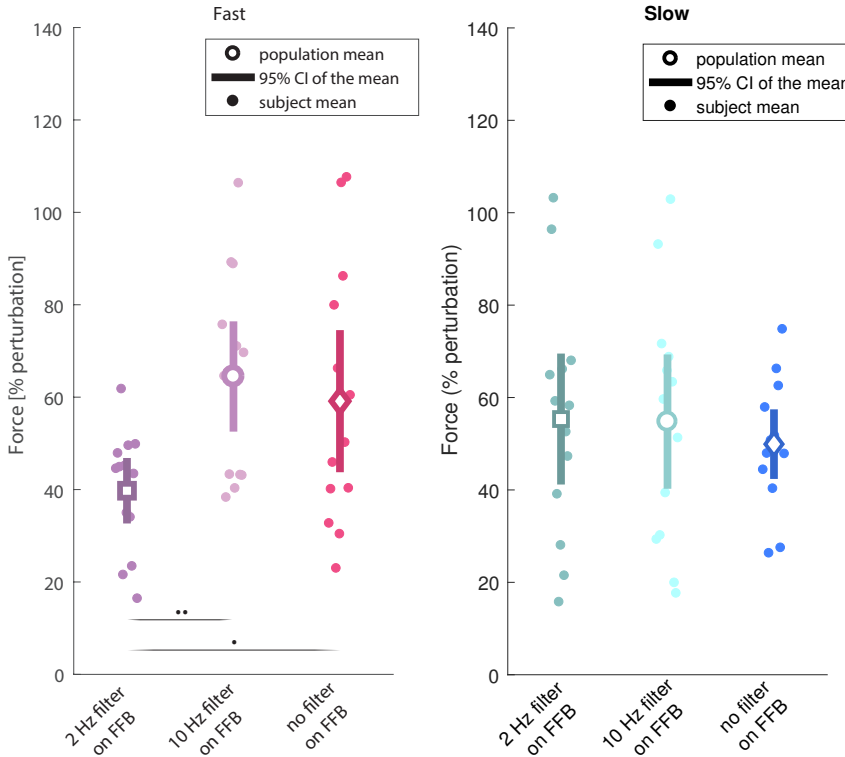 Fast
140
120
100
80
60
40
20
0
Force [% perturbation]
population mean
95% CI of the mean
subject mean
••
•
2 Hz filter
on FFB
10 Hz filter
on FFB
no filter
on FFB
Slow
140
120
100
80
60
40
20
0
Force (% perturbation)
population mean
95% CI of the mean
subject mean
2 Hz filter
on FFB
10 Hz filter
on FFB
no filter
on FFB